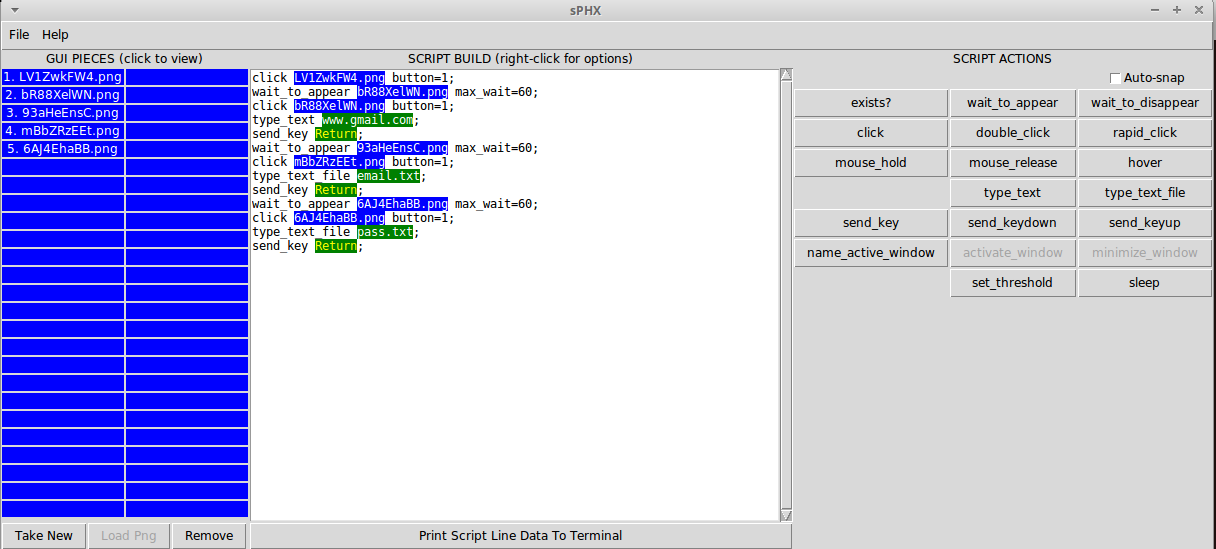 sPHX
File Help
GUI PIECES (click to view)
1. LV1ZwkFW4.png
2. bR88XelWN.png
3. 93aHeEnsC.png
4. mBbZRzEEt.png
5. 6AJ4EhaBB.png
Take New Load Png Remove
SCRIPT BUILD (right-click for options)
click LV1ZwkFW4.png button=1;
wait_to_appear bR88XelWN.png max_wait=60;
click bR88XelWN.png button=1;
type_text www.gmail.com;
send_key Return;
wait_to_appear 93aHeEnsC.png max_wait=60;
click mBbZRzEEt.png button=1;
type_text_file email.txt;
send_key Return;
wait_to_appear 6AJ4EhaBB.png max_wait=60;
click 6AJ4EhaBB.png button=1;
type_text_file pass.txt;
send_key Return;
Print Script Line Data To Terminal
SCRIPT ACTIONS
Auto-snap
exists? wait_to_appear wait_to_disappear
click double_click rapid_click
mouse_hold mouse_release hover
type_text type_text_file
send_key send_keydown send_keyup
name_active_window activate_window minimize_window
set_threshold sleep